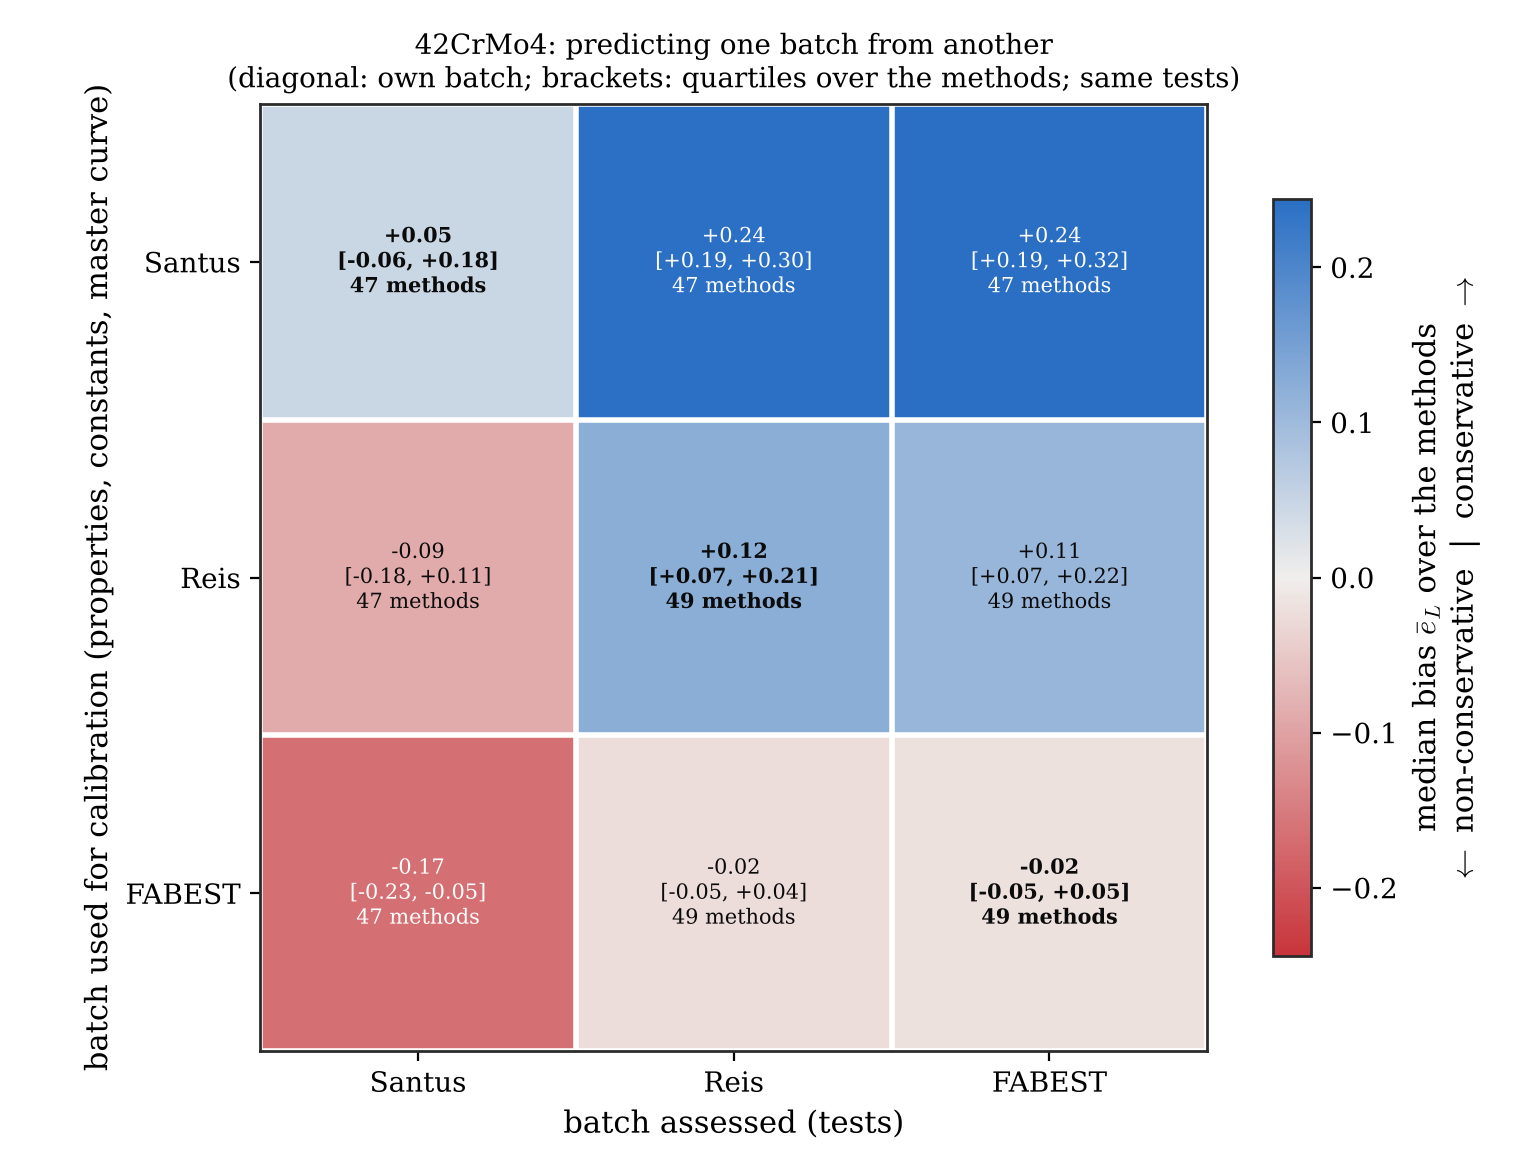 42CrMo4: predicting one batch from another
(diagonal: own batch; brackets: quartiles over the methods; same tests)
batch used for calibration (properties, constants, master curve)
Santus
+0.05
[-0.06, +0.18]
47 methods
+0.24
[+0.19, +0.30]
47 methods
+0.24
[+0.19, +0.32]
47 methods
Reis
-0.09
[-0.18, +0.11]
47 methods
+0.12
[+0.07, +0.21]
49 methods
+0.11
[+0.07, +0.22]
49 methods
FABEST
-0.17
[-0.23, -0.05]
47 methods
-0.02
[-0.05, +0.04]
49 methods
-0.02
[-0.05, +0.05]
49 methods
Santus
Reis
FABEST
batch assessed (tests)
0.2
0.1
0.0
−0.1
−0.2
median bias ē_L over the methods
← non-conservative | conservative →